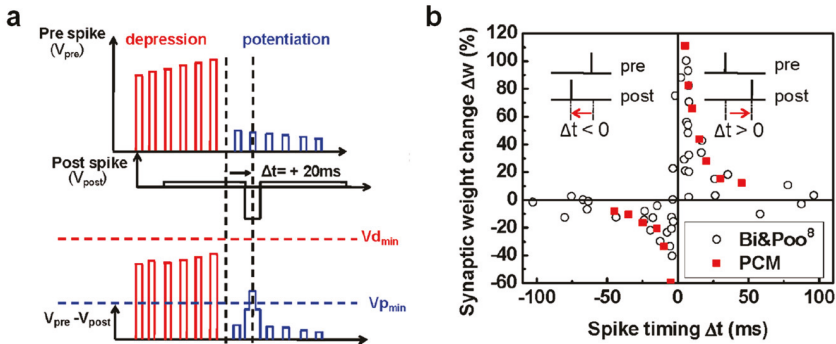 a
Pre spike
(Vpre)
depression
potentiation
Post spike
(Vpost)
Δt= + 20ms
Vdmin
Vpmin
Vpre -Vpost
b
Synaptic weight change Δw (%)
120
100
80
60
40
20
0
-20
-40
-60
pre
post
Δt < 0
pre
post
Δt > 0
Bi&Poo8
PCM
-100
-50
0
50
100
Spike timing Δt (ms)